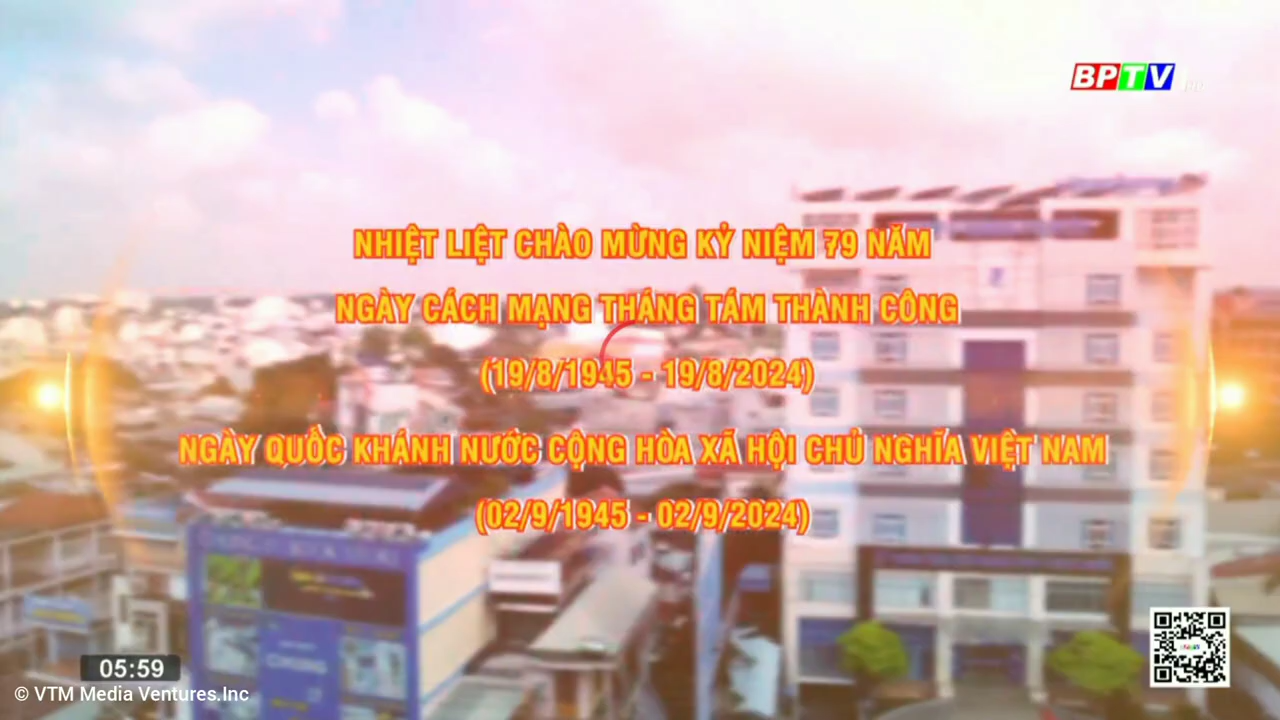 BPTV
NHIỆT LIỆT CHÀO MỪNG KỶ NIỆM 79 NĂM
NGÀY CÁCH MẠNG THÁNG TÁM THÀNH CÔNG
(19/8/1945 - 19/8/2024)
NGÀY QUỐC KHÁNH NƯỚC CỘNG HÒA XÃ HỘI CHỦ NGHĨA VIỆT NAM
(02/9/1945 - 02/9/2024)
05:59
© VTM Media Ventures.Inc